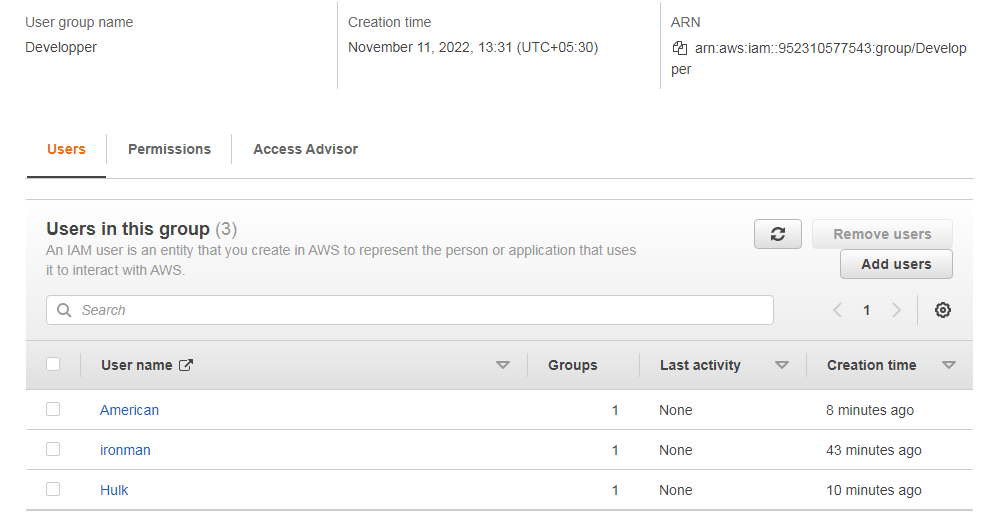 User group name
Developper
Creation time
November 11, 2022, 13:31 (UTC+05:30)
ARN
arn:aws:iam::952310577543:group/Develop
per
Users
Permissions
Access Advisor
Users in this group (3)
An IAM user is an entity that you create in AWS to represent the person or application that uses
it to interact with AWS.
Remove users
Add users
Search
1
User name Groups Last activity Creation time
American 1 None 8 minutes ago
ironman 1 None 43 minutes ago
Hulk 1 None 10 minutes ago